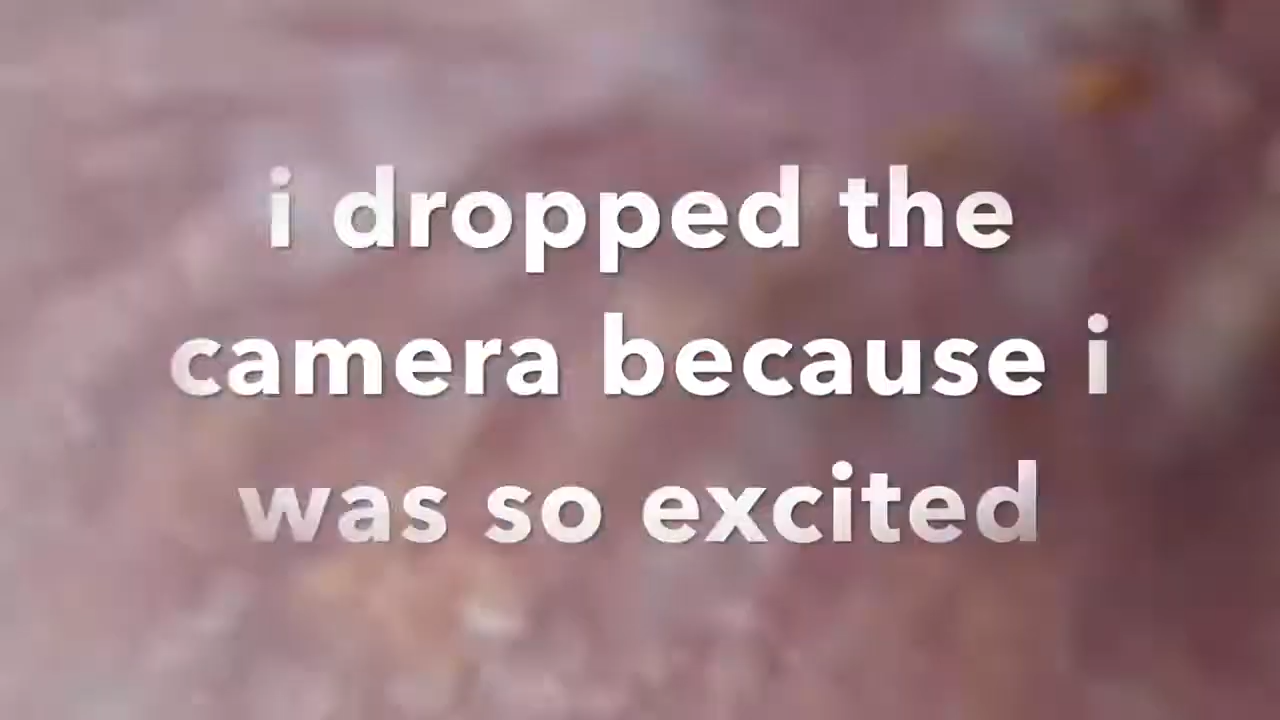 i dropped the
camera because i
was so excited